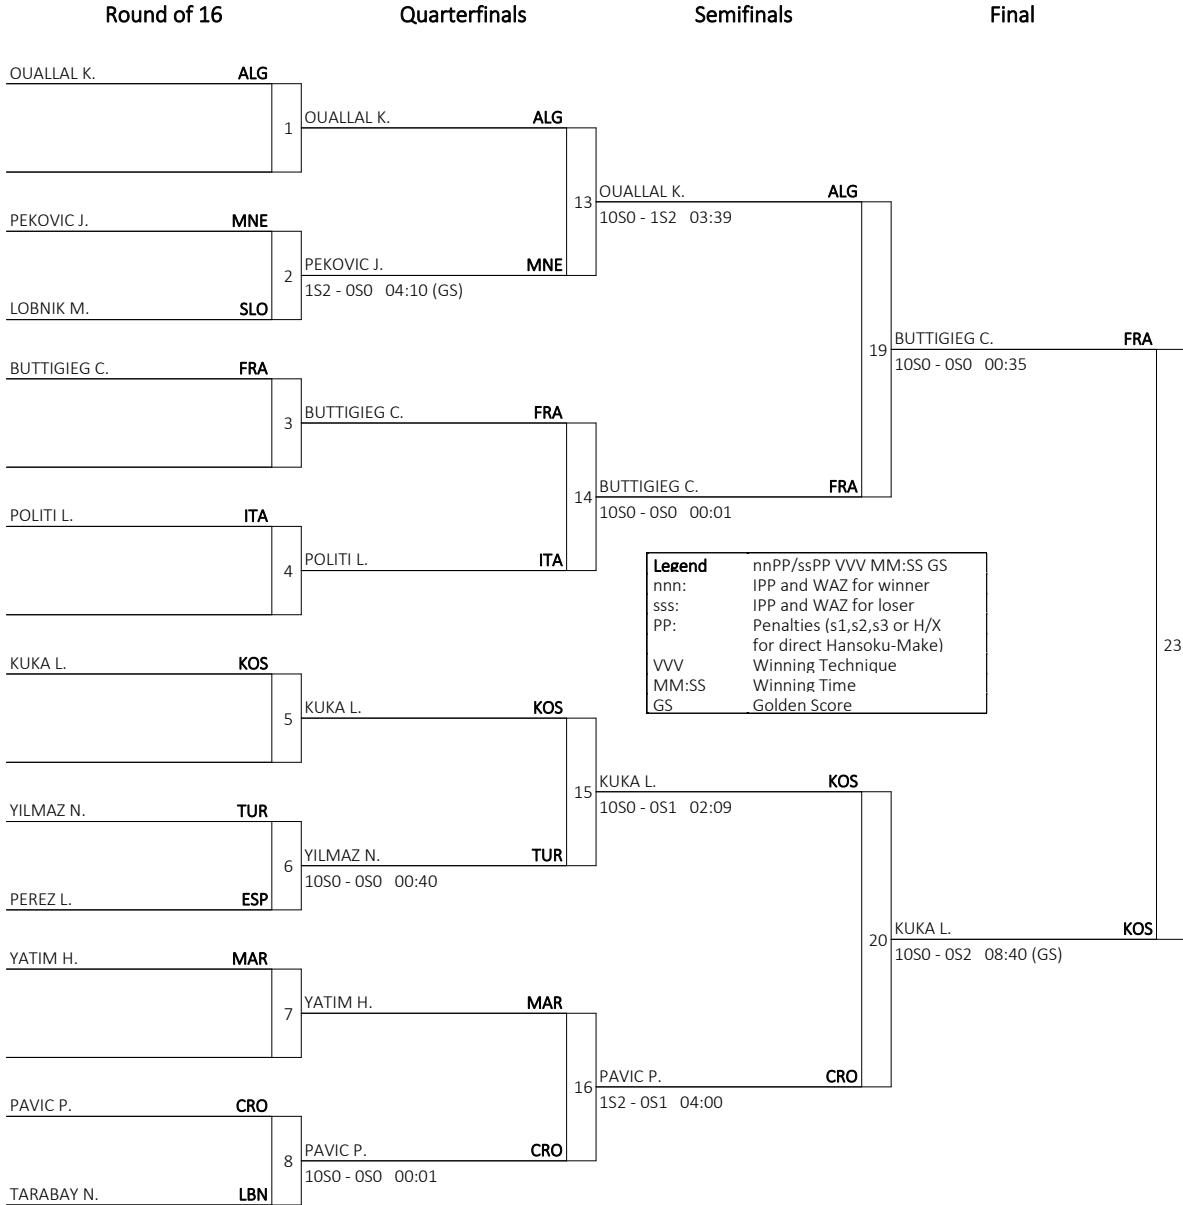 Round of 16 Quarterfinals Semifinals Final
OUALLAL K. ALG
1 OUALLAL K. ALG
13 OUALLAL K. ALG
10S0 - 1S2 03:39
PEKOVIC J. MNE
2 PEKOVIC J. MNE
1S2 - 0S0 04:10 (GS)
LOBNIK M. SLO
19 BUTTIGIEG C. FRA
10S0 - 0S0 00:35
BUTTIGIEG C. FRA
3 BUTTIGIEG C. FRA
14 BUTTIGIEG C. FRA
10S0 - 0S0 00:01
POLITI L. ITA
4 POLITI L. ITA
Legend nnPP/ssPP VVV MM:SS GS
nnn: IPP and WAZ for winner
sss: IPP and WAZ for loser
PP: Penalties (s1,s2,s3 or H/X
for direct Hansoku-Make)
VVV Winning Technique
MM:SS Winning Time
GS Golden Score
23
KUKA L. KOS
5 KUKA L. KOS
15 KUKA L. KOS
10S0 - 0S1 02:09
YILMAZ N. TUR
6 YILMAZ N. TUR
10S0 - 0S0 00:40
PEREZ L. ESP
20 KUKA L. KOS
10S0 - 0S2 08:40 (GS)
YATIM H. MAR
7 YATIM H. MAR
16 PAVIC P. CRO
1S2 - 0S1 04:00
PAVIC P. CRO
8 PAVIC P. CRO
10S0 - 0S0 00:01
TARABAY N. LBN